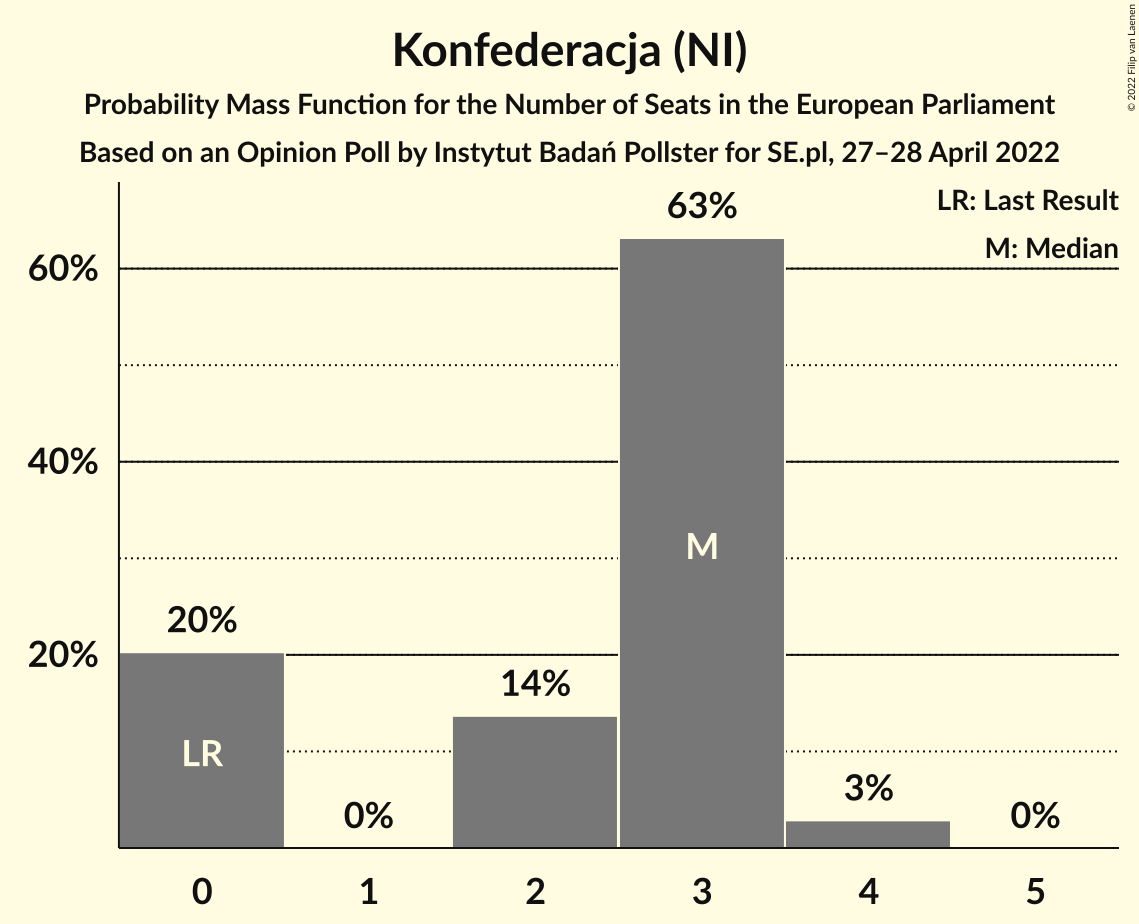 Konfederacja (NI)
Probability Mass Function for the Number of Seats in the European Parliament
Based on an Opinion Poll by Instytut Badań Pollster for SE.pl, 27–28 April 2022
© 2022 Filip van Laenen
LR: Last Result
M: Median
63%
60%
40%
M
20%
20%
14%
LR
3%
0%
0%
0 1 2 3 4 5